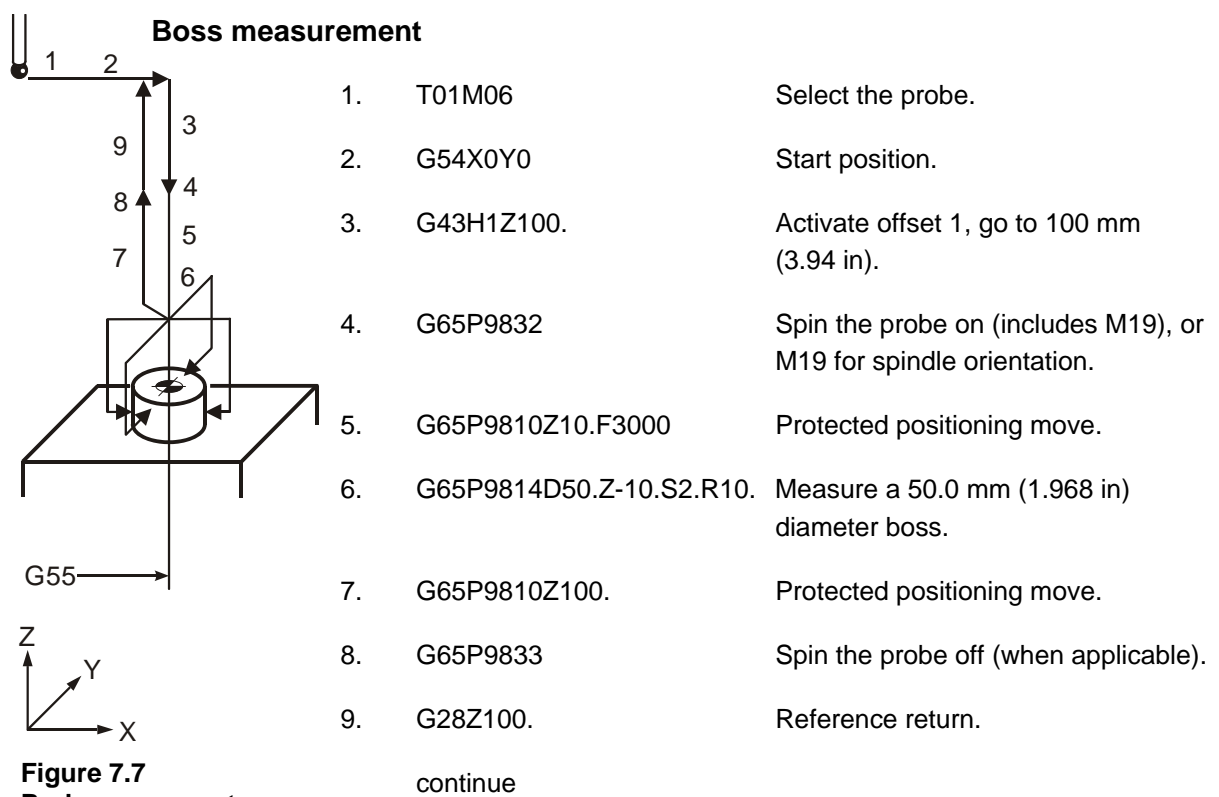 Boss measurement
1 2
3
9
4
8
5
7
6
G55
Z
Y
X
1. T01M06 Select the probe.
2. G54X0Y0 Start position.
3. G43H1Z100. Activate offset 1, go to 100 mm
(3.94 in).
4. G65P9832 Spin the probe on (includes M19), or
M19 for spindle orientation.
5. G65P9810Z10.F3000 Protected positioning move.
6. G65P9814D50.Z-10.S2.R10. Measure a 50.0 mm (1.968 in)
diameter boss.
7. G65P9810Z100. Protected positioning move.
8. G65P9833 Spin the probe off (when applicable).
9. G28Z100. Reference return.
continue
Figure 7.7